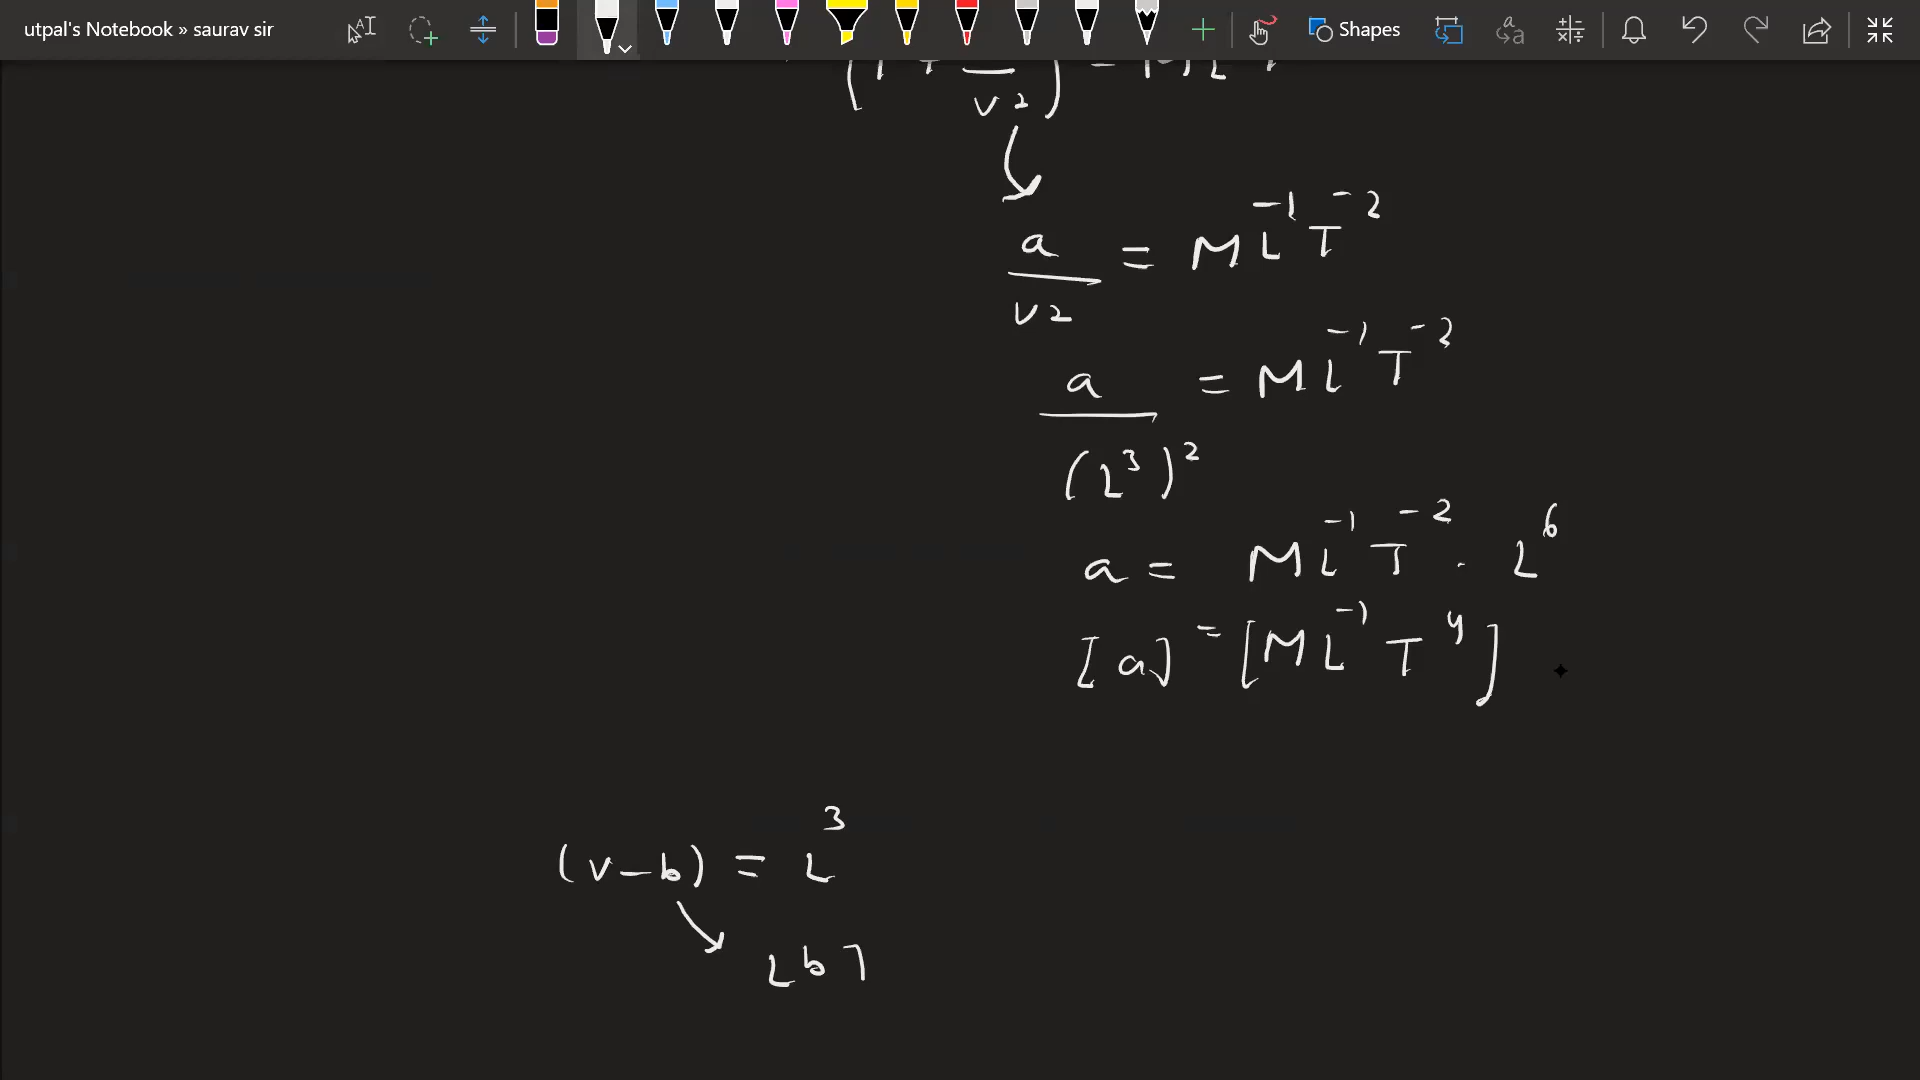 utpal's Notebook » saurav sir
Shapes
v2
a/v2 = ML⁻¹T⁻²
a/(L³)² = ML⁻¹T⁻²
a = ML⁻¹T⁻² . L⁶
[a] = [ML⁻¹T⁴]
(v-b) = L³
[b]